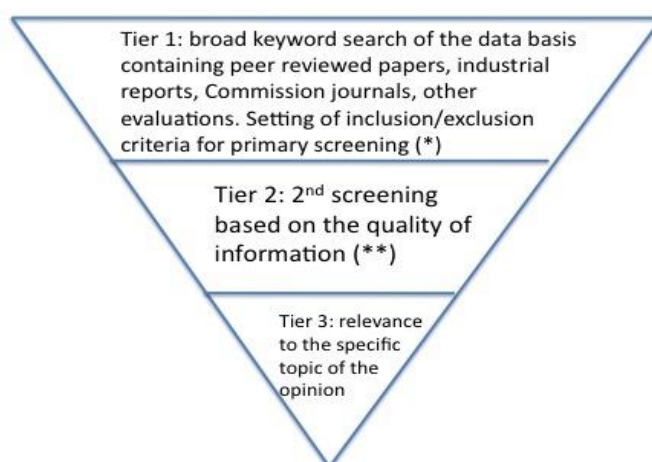 Tier 1: broad keyword search of the data basis
containing peer reviewed papers, industrial
reports, Commission journals, other
evaluations. Setting of inclusion/exclusion
criteria for primary screening (*)
Tier 2: 2nd screening
based on the quality of
information (**)
Tier 3: relevance
to the specific
topic of the
opinion